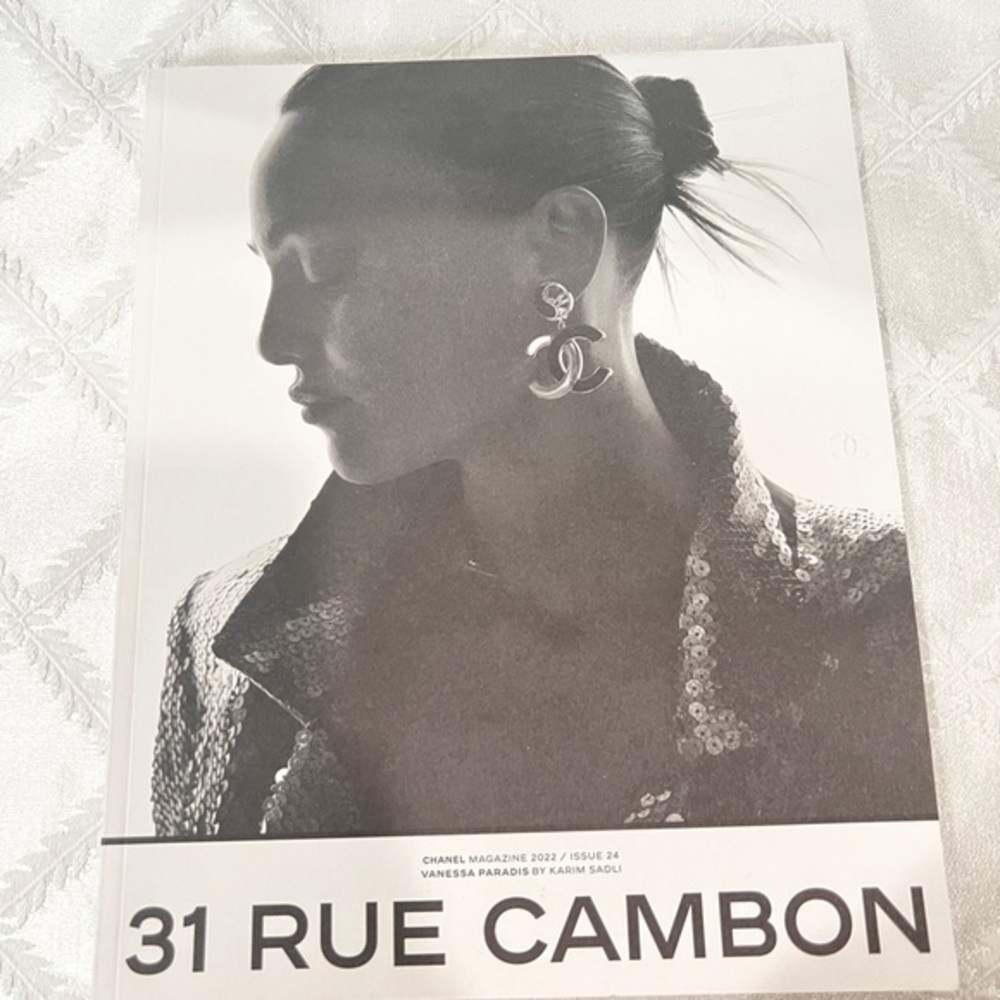 CHANEL MAGAZINE 2022 / ISSUE 24
VANESSA PARADIS BY KARIM SADLI
31 RUE CAMBON